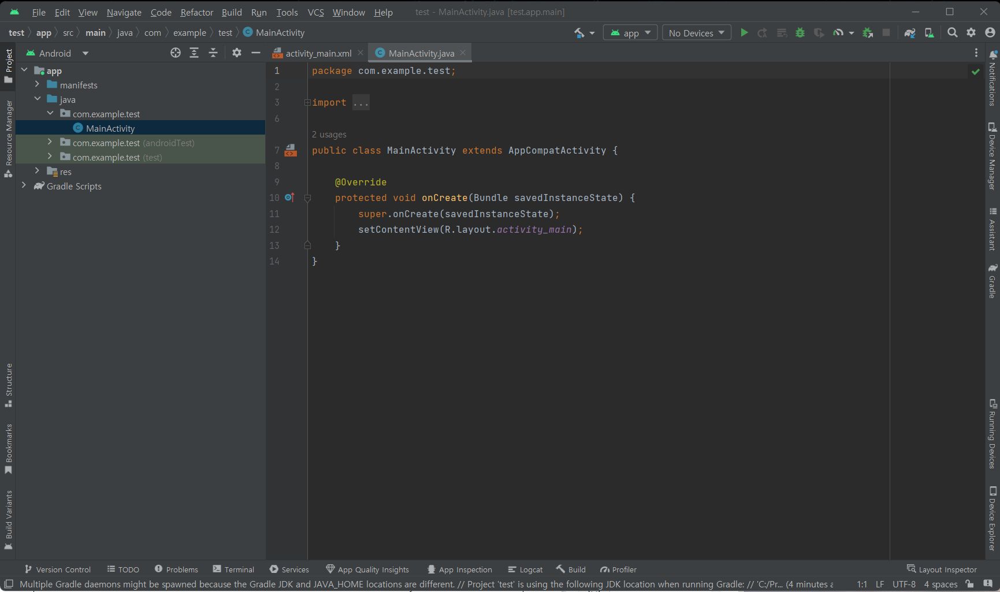 File Edit View Navigate Code Refactor Build Run Tools VCS Window Help test - MainActivity.java [test.app.main]
test app src main java com example test MainActivity app No Devices
Android activity_main.xml MainActivity.java
Project
Resource Manager
Structure
Bookmarks
Build Variants
app
manifests
java
com.example.test
MainActivity
com.example.test (androidTest)
com.example.test (test)
res
Gradle Scripts
1 package com.example.test;
2
3 import ...
6
2 usages
7 public class MainActivity extends AppCompatActivity {
8
9 @Override
10 protected void onCreate(Bundle savedInstanceState) {
11 super.onCreate(savedInstanceState);
12 setContentView(R.layout.activity_main);
13 }
14 }
Notifications
Device Manager
Assistant
Gradle
Running Devices
Device Explorer
Version Control TODO Problems Terminal Services App Quality Insights App Inspection Logcat Build Profiler Layout Inspector
Multiple Gradle daemons might be spawned because the Gradle JDK and JAVA_HOME locations are different. // Project 'test' is using the following JDK location when running Gradle: // 'C:/Pr... (4 minutes a 1:1 LF UTF-8 4 spaces